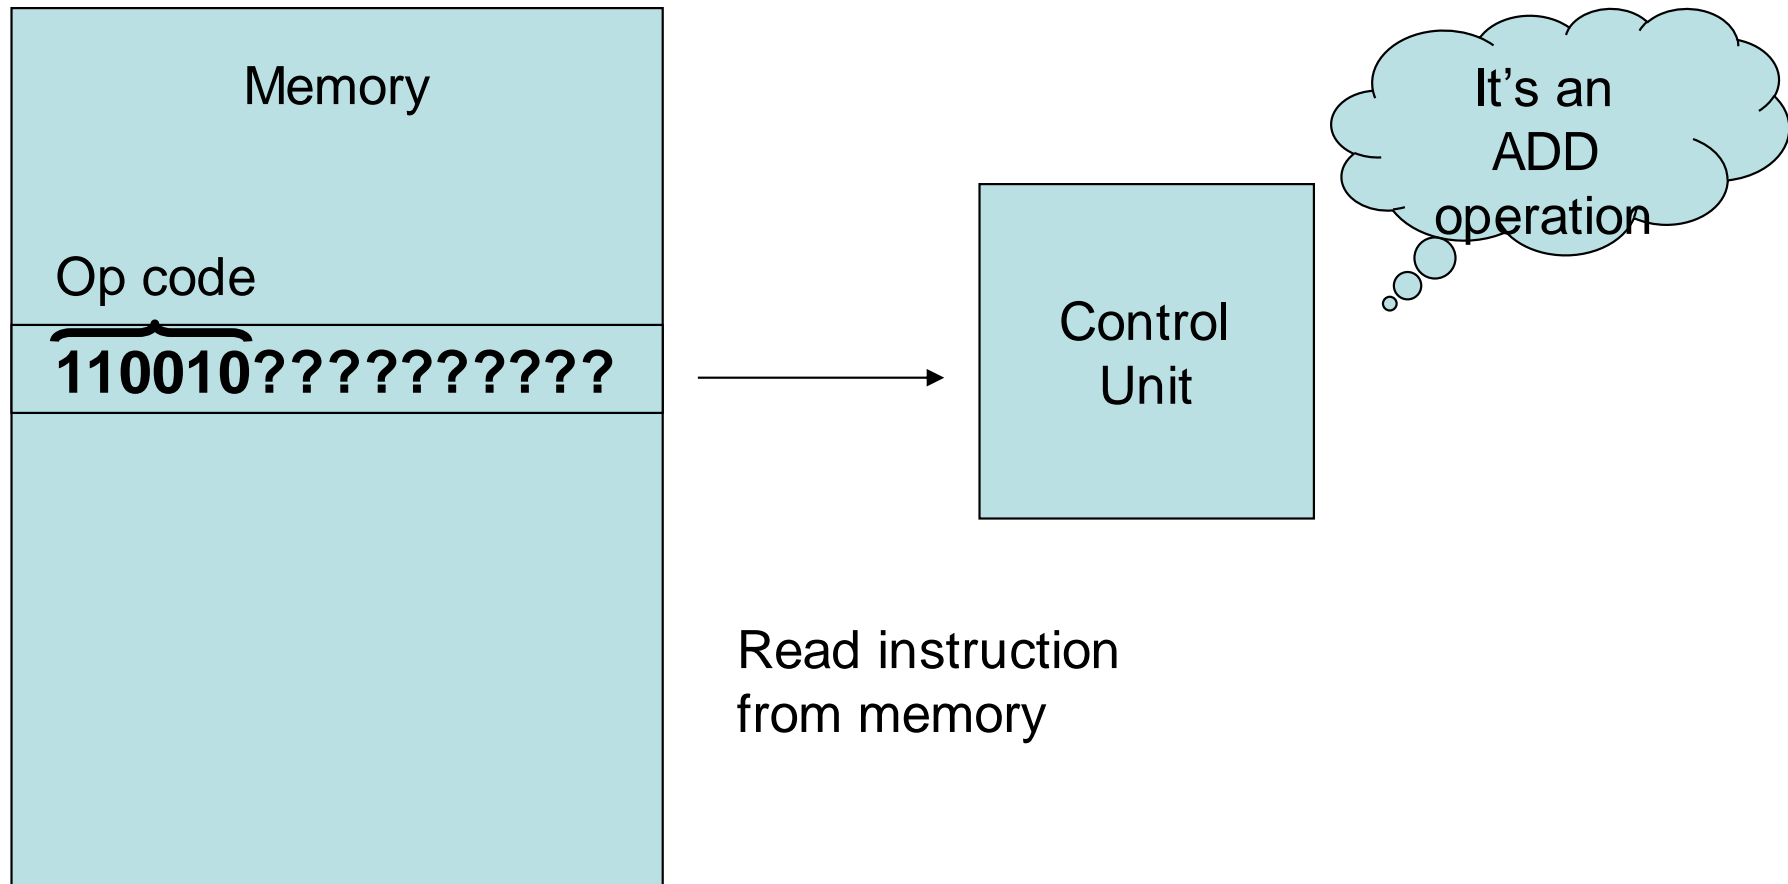 Memory
Op code
110010??????????
Control
Unit
It’s an
ADD
operation
Read instruction
from memory